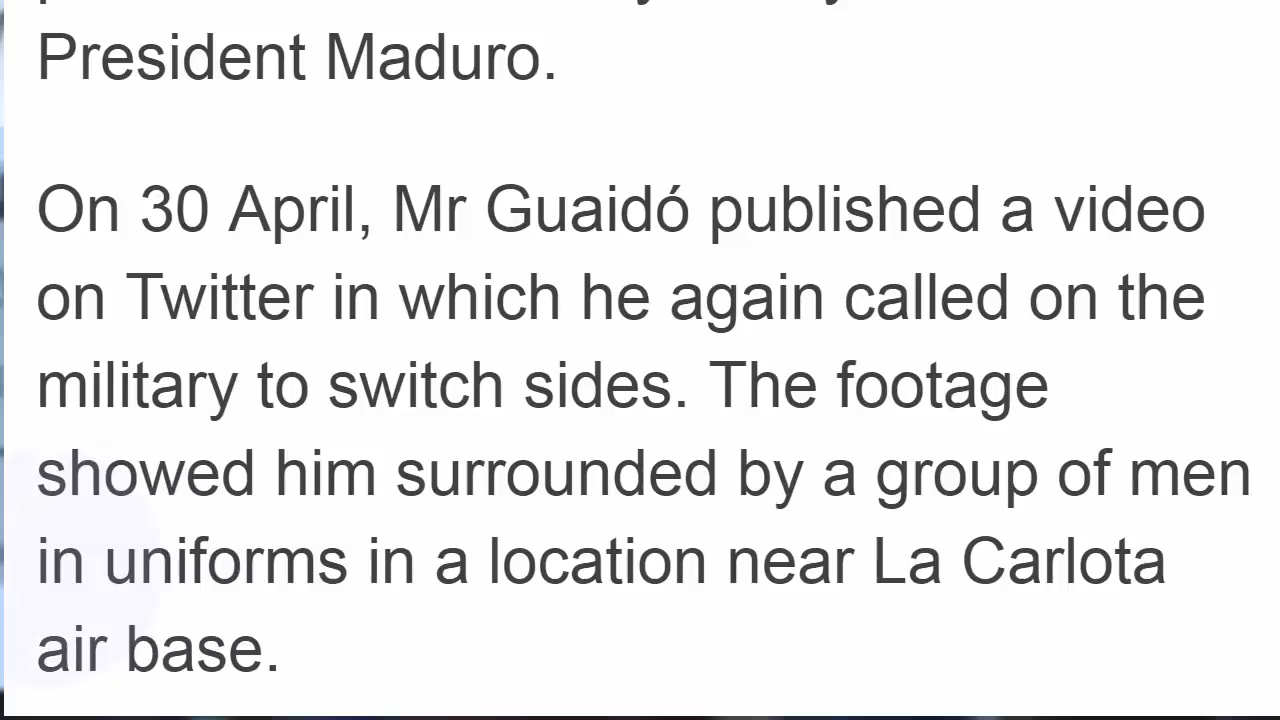 President Maduro.
On 30 April, Mr Guaidó published a video
on Twitter in which he again called on the
military to switch sides. The footage
showed him surrounded by a group of men
in uniforms in a location near La Carlota
air base.